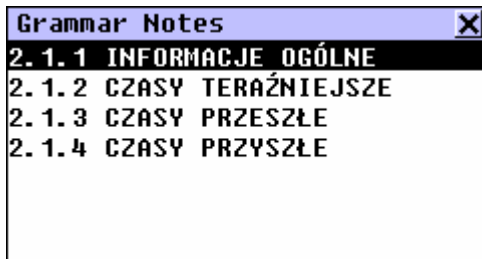 Grammar Notes
2.1.1 INFORMACJE OGÓLNE
2.1.2 CZASY TERAŹNIEJSZE
2.1.3 CZASY PRZESZŁE
2.1.4 CZASY PRZYSZŁE